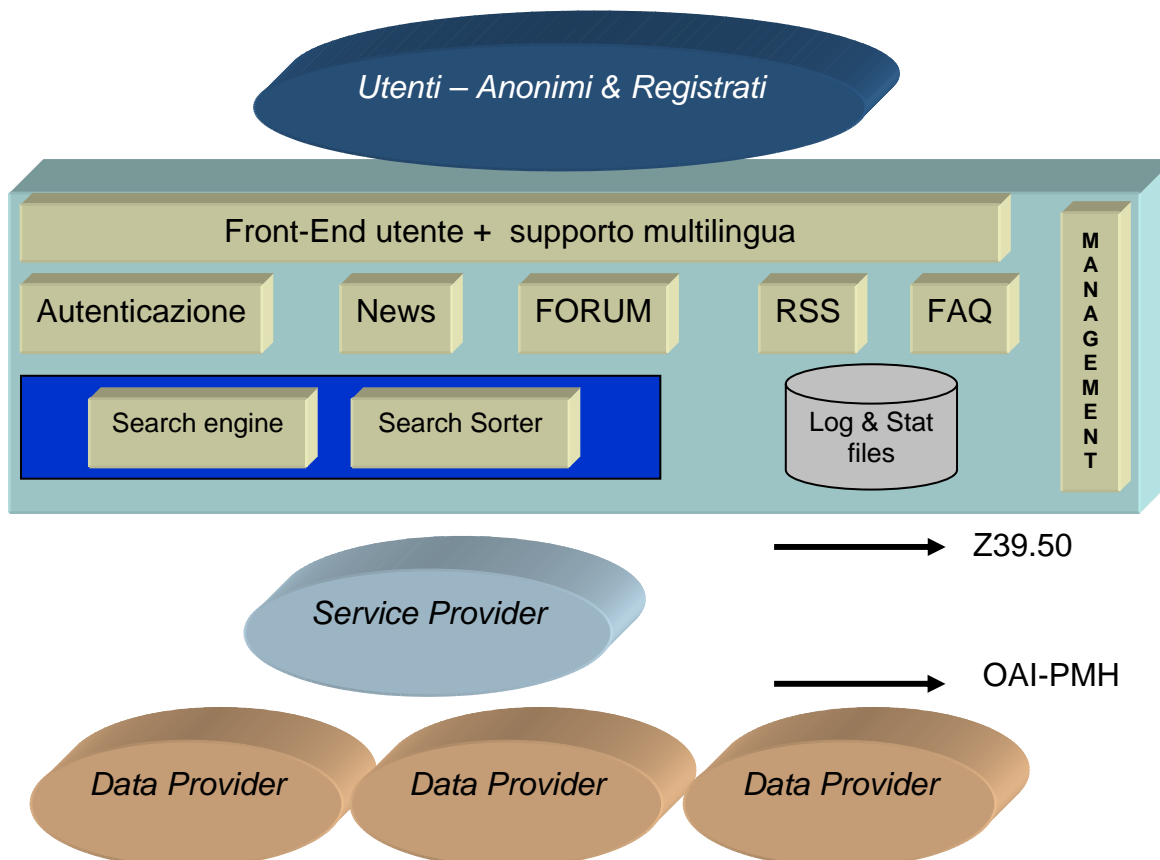 Utenti – Anonimi & Registrati
Front-End utente + supporto multilingua
MANAGEMENT
Autenticazione
News
FORUM
RSS
FAQ
Search engine
Search Sorter
Log & Stat
files
Z39.50
Service Provider
OAI-PMH
Data Provider
Data Provider
Data Provider